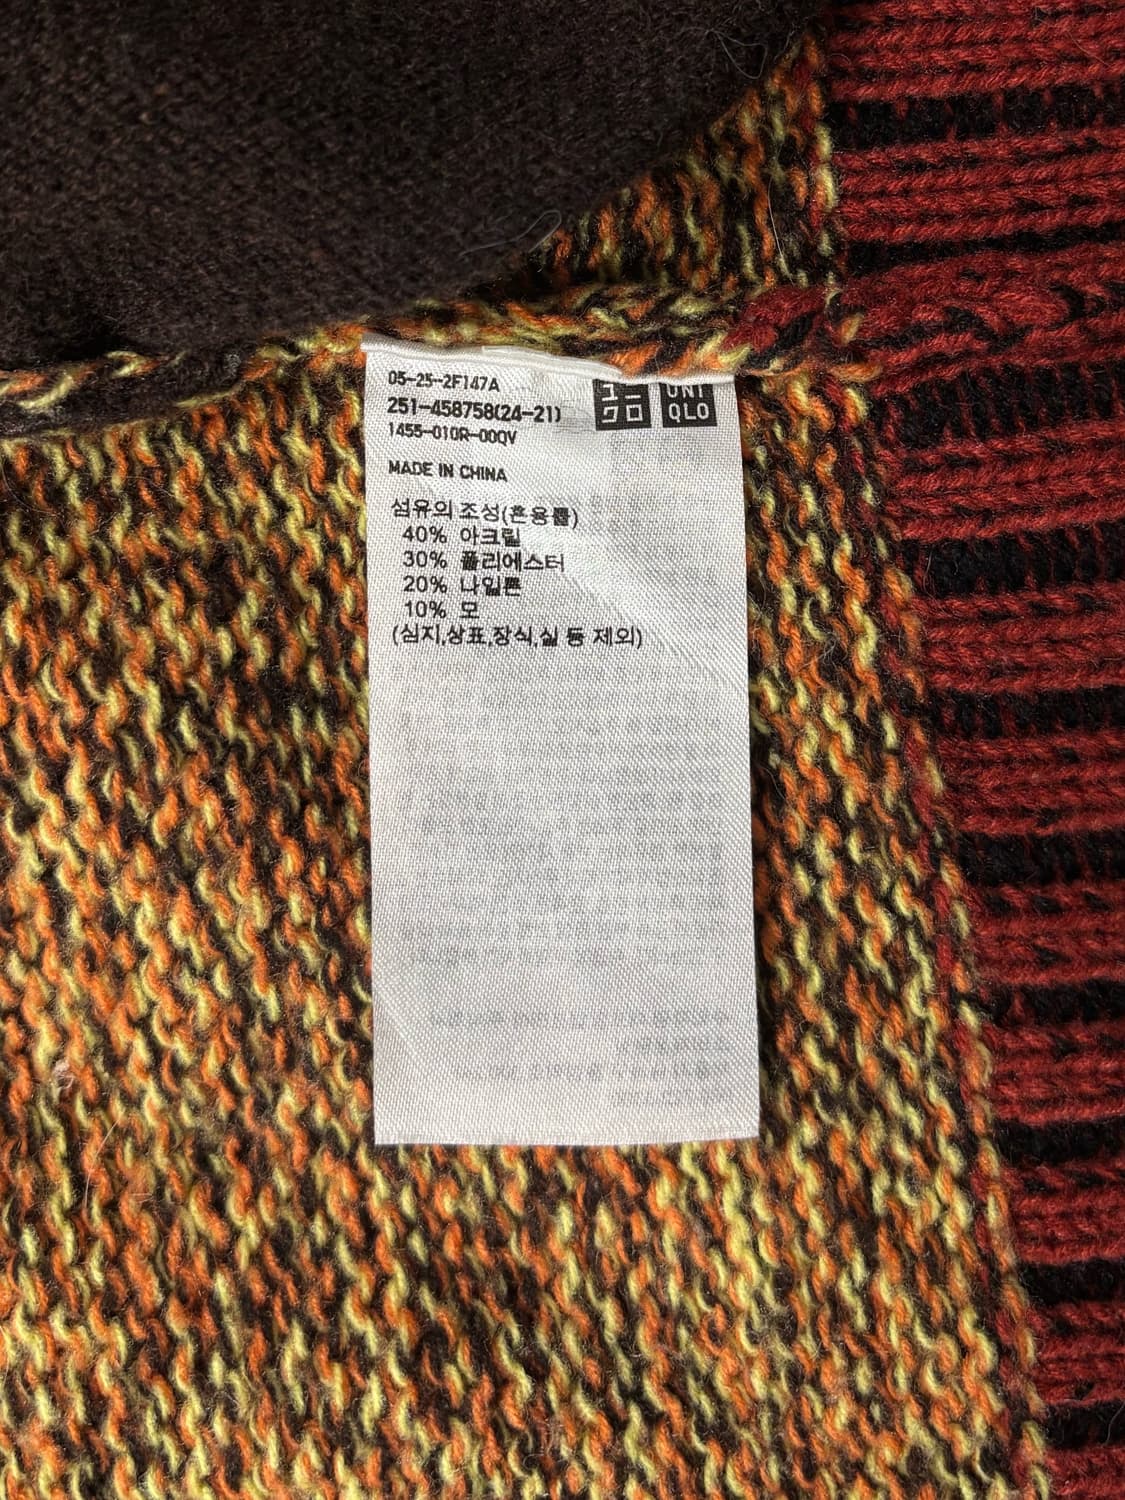 05-25-2F147A
251-458758(24-21)
1455-010R-00QV
ユニ
クロ
UNI
QLO
MADE IN CHINA
섬유의 조성(혼용률)
40% 아크릴
30% 폴리에스터
20% 나일론
10% 모
(심지,상표,장식,실 등 제외)